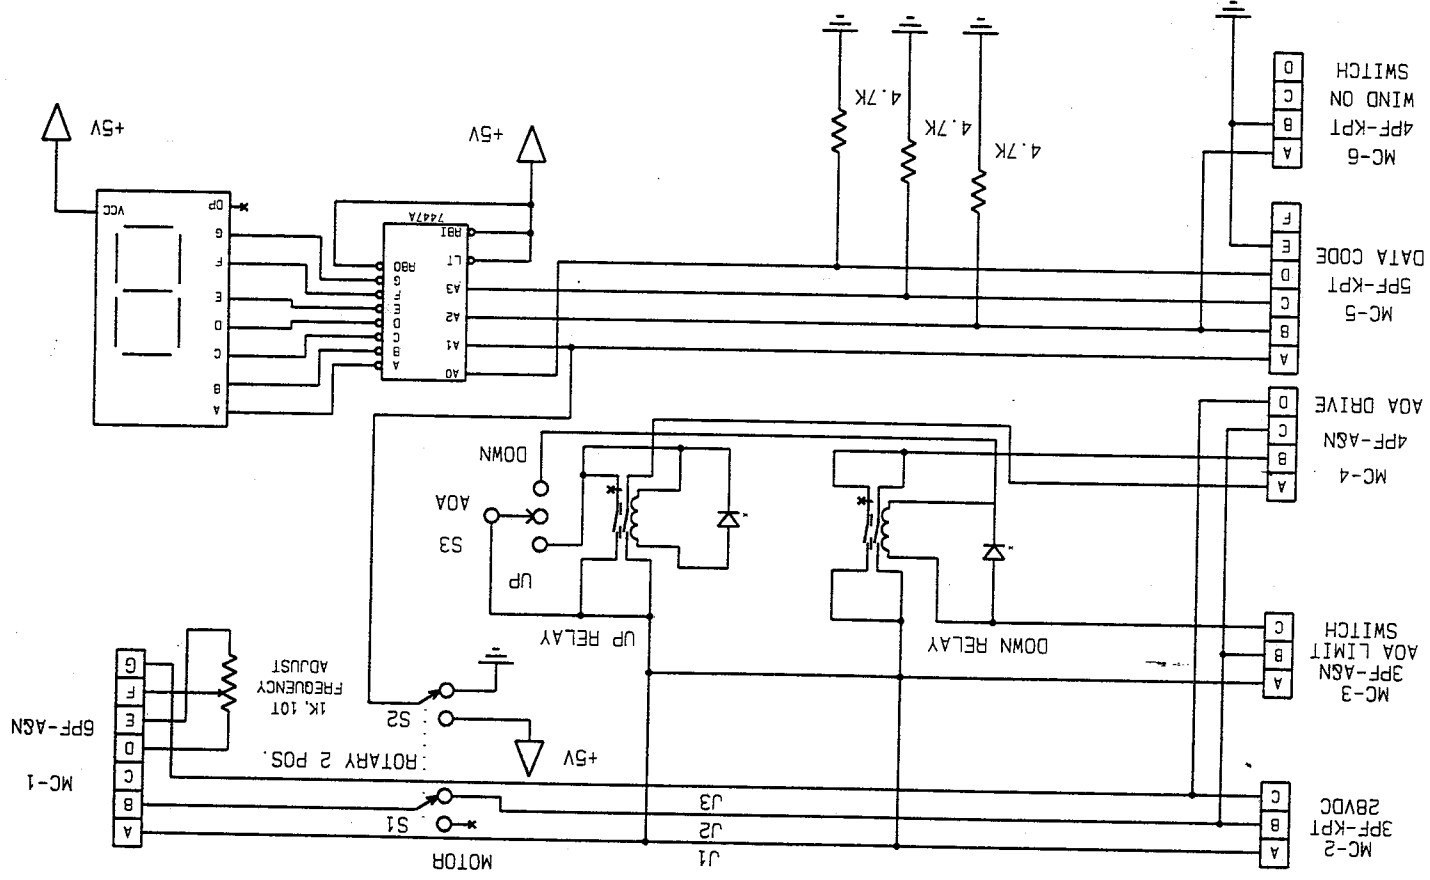 MC-2
3PF-KPT
28VDC
A
B
C
J1
J2
J3
MOTOR
S1
ROTARY 2 POS.
S2
+5V
MC-1
6PF-A&N
A
B
C
D
E
F
G
1K, 10T
FREQUENCY
ADJUST
MC-3
3PF-A&N
AOA LIMIT
SWITCH
A
B
C
DOWN RELAY
UP RELAY
UP
S3
AOA
DOWN
MC-4
4PF-A&N
AOA DRIVE
A
B
C
D
MC-5
5PF-KPT
DATA CODE
A
B
C
D
E
F
A0
A1
A2
A3
LT
RBI
A
B
C
D
E
F
G
RBO
7447A
A
B
C
D
E
F
G
DP
VCC
+5V
+5V
4.7K
4.7K
4.7K
MC-6
4PF-KPT
WIND ON
SWITCH
A
B
C
D